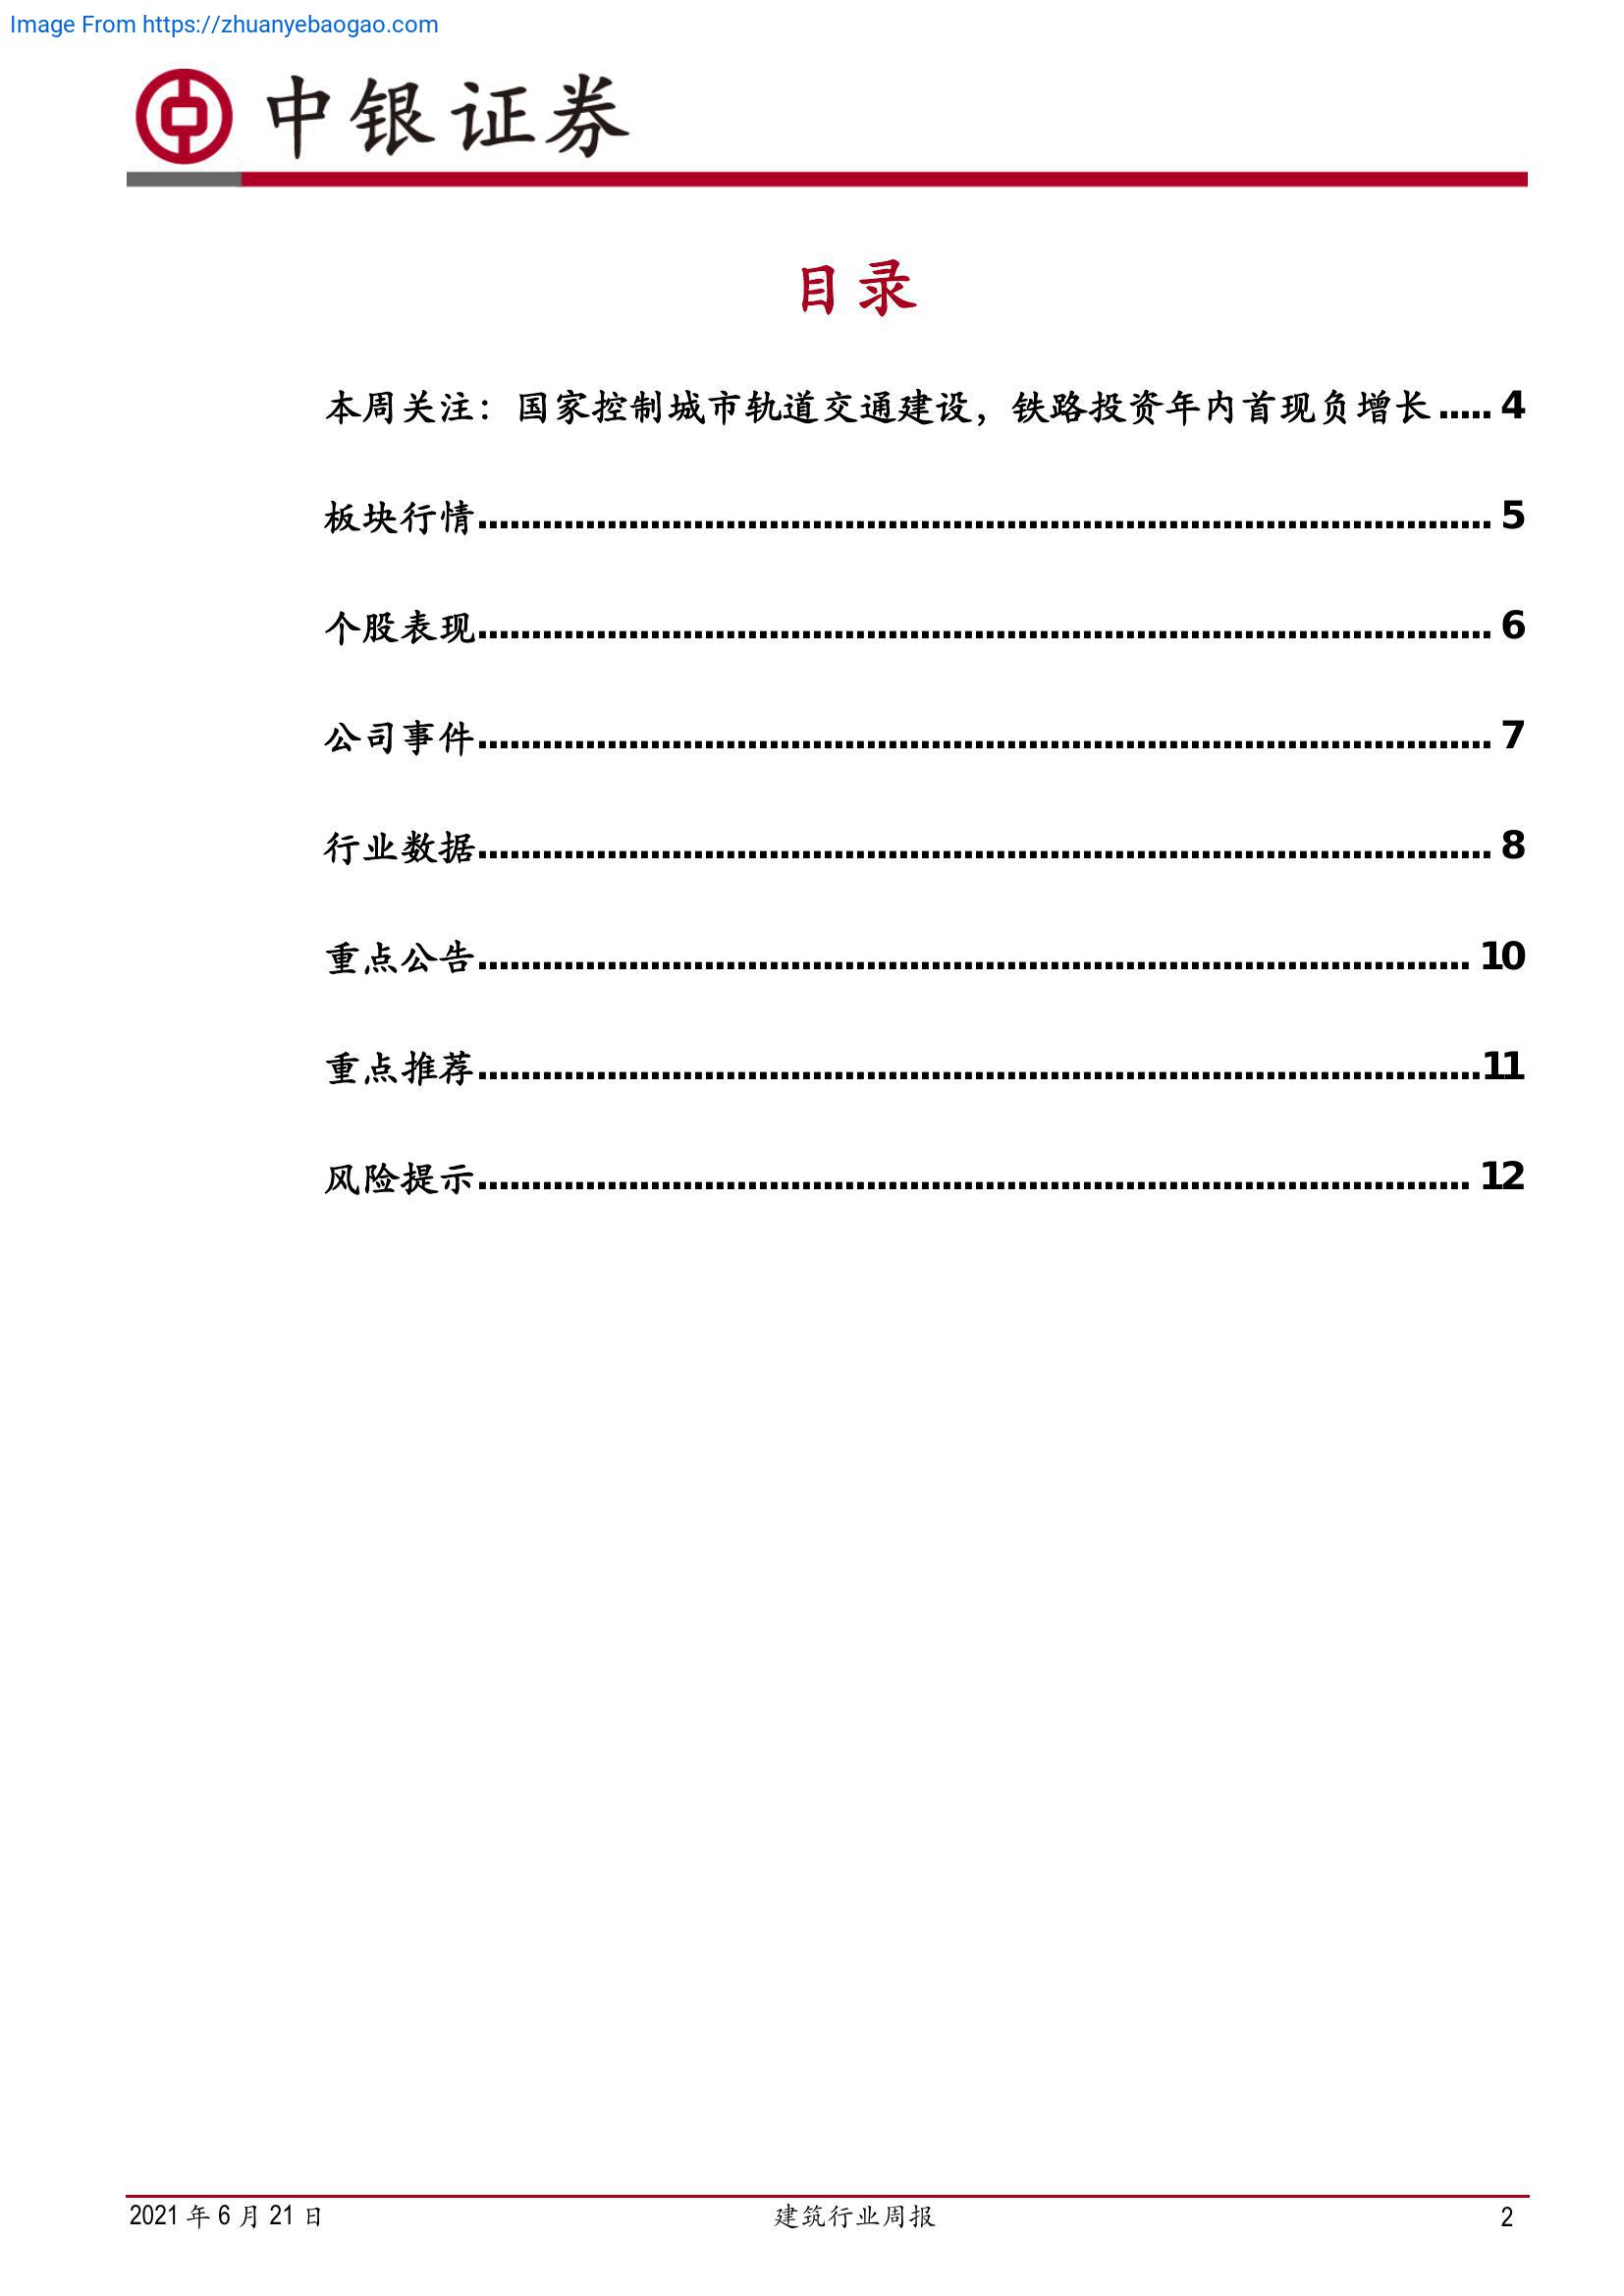 Image From https://zhuanyebaogao.com
中银证券
目录
本周关注：国家控制城市轨道交通建设，铁路投资年内首现负增长 ..... 4
板块行情 ..... 5
个股表现 ..... 6
公司事件 ..... 7
行业数据 ..... 8
重点公告 ..... 10
重点推荐 ..... 11
风险提示 ..... 12
2021 年 6 月 21 日 建筑行业周报 2